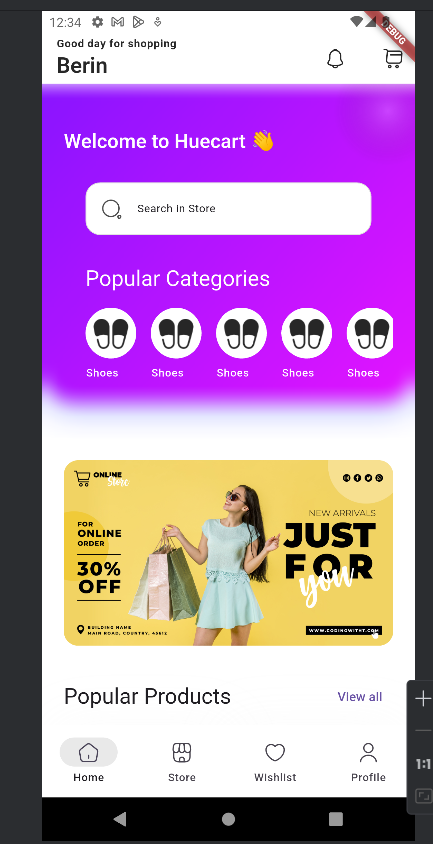 12:34
DEBUG
Good day for shopping
Berin
Welcome to Huecart 👋
Search In Store
Popular Categories
Shoes Shoes Shoes Shoes Shoes
ONLINE
Store
FOR
ONLINE
ORDER
30%
OFF
NEW ARRIVALS
JUST
FOR
you
BUILDING NAME
MAIN ROAD, COUNTRY, 45612
WWW.CODINGWITHT.COM
Popular Products
View all
Home Store Wishlist Profile
1:1